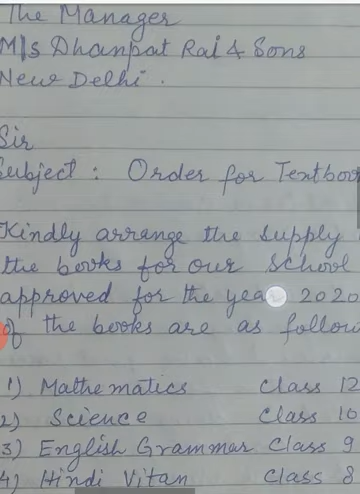 The Manager
M/s Dhanpat Rai & Sons
New Delhi.
Sir
Subject : Order for Textboo
Kindly arrange the supply
the books for our school
approved for the year 2020
of the books are as follow
1) Mathematics Class 12
2) Science Class 10
3) English Grammar Class 9
4) Hindi Vitan Class 8